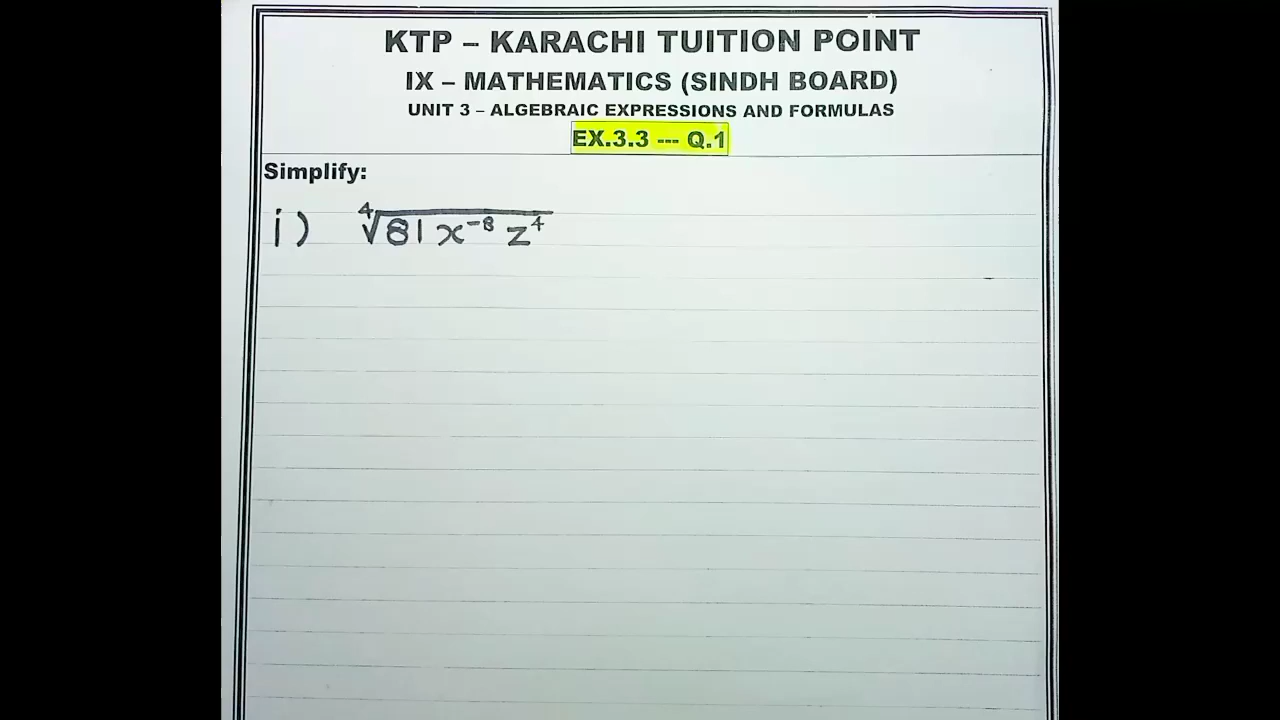 KTP – KARACHI TUITION POINT
IX – MATHEMATICS (SINDH BOARD)
UNIT 3 – ALGEBRAIC EXPRESSIONS AND FORMULAS
EX.3.3 --- Q.1
Simplify:
i) ∜81x⁻⁸z⁴